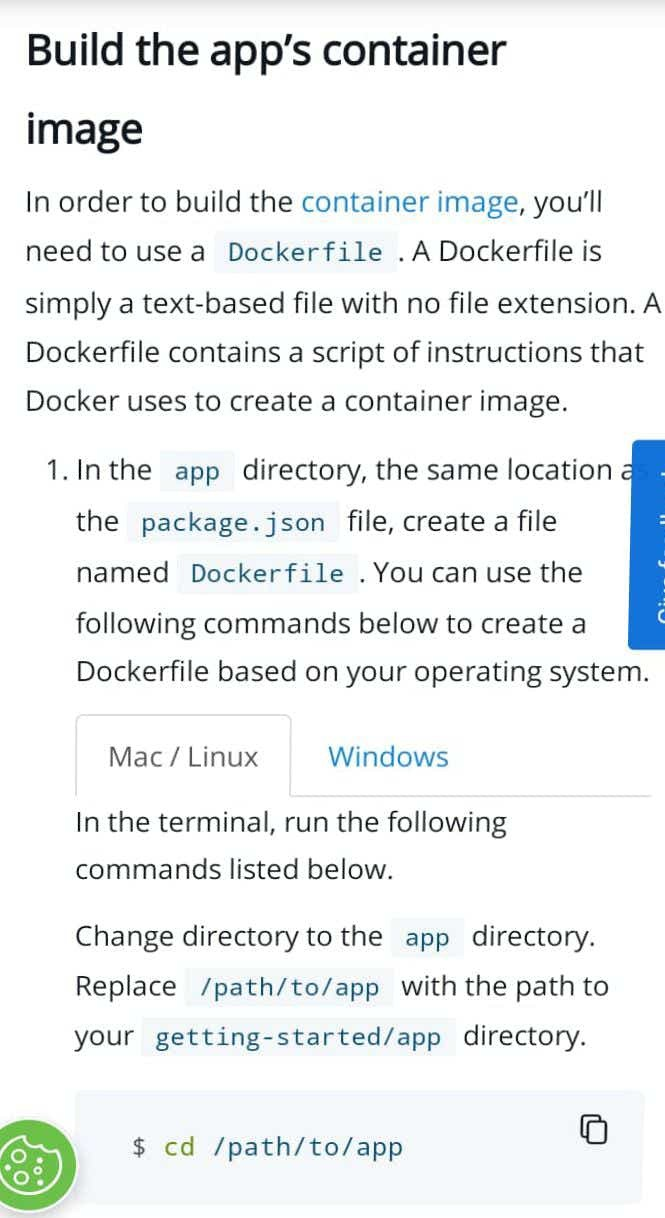 Build the app's container
image
In order to build the container image, you'll
need to use a Dockerfile . A Dockerfile is
simply a text-based file with no file extension. A
Dockerfile contains a script of instructions that
Docker uses to create a container image.
1. In the app directory, the same location as
the package.json file, create a file
named Dockerfile . You can use the
following commands below to create a
Dockerfile based on your operating system.
Mac / Linux Windows
In the terminal, run the following
commands listed below.
Change directory to the app directory.
Replace /path/to/app with the path to
your getting-started/app directory.
$ cd /path/to/app